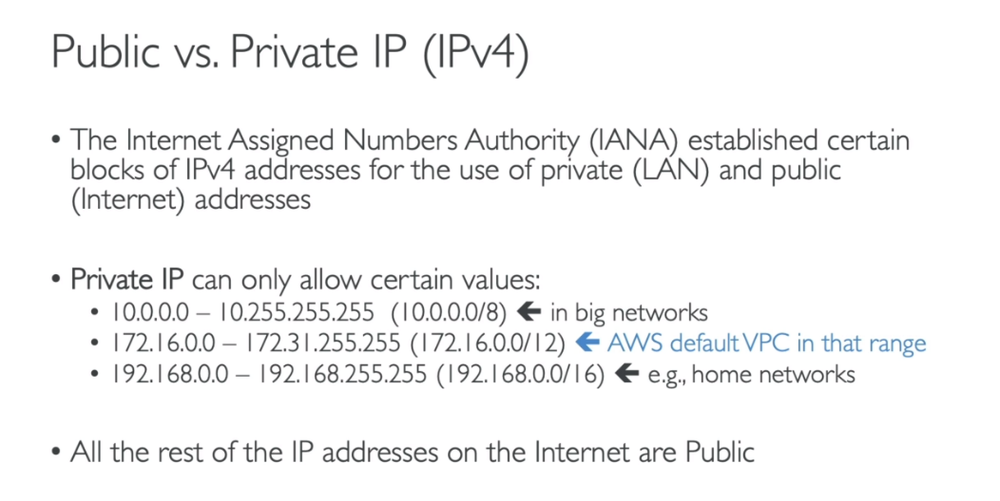 Public vs. Private IP (IPv4)
• The Internet Assigned Numbers Authority (IANA) established certain
blocks of IPv4 addresses for the use of private (LAN) and public
(Internet) addresses
• Private IP can only allow certain values:
• 10.0.0.0 – 10.255.255.255 (10.0.0.0/8) ← in big networks
• 172.16.0.0 – 172.31.255.255 (172.16.0.0/12) ← AWS default VPC in that range
• 192.168.0.0 – 192.168.255.255 (192.168.0.0/16) ← e.g., home networks
• All the rest of the IP addresses on the Internet are Public